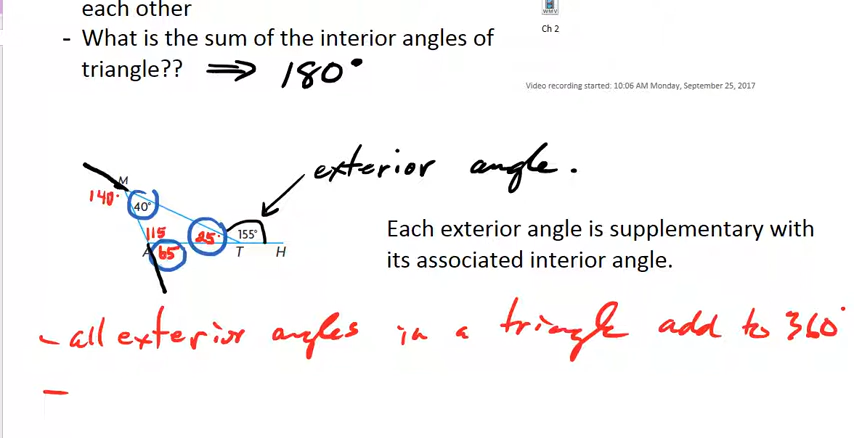 each other
- What is the sum of the interior angles of
triangle?? ⇒ 180°
WMV
Ch 2
Video recording started: 10:06 AM Monday, September 25, 2017
exterior angle.
M
140°
40°
115
25°
155°
A
65
T
H
Each exterior angle is supplementary with
its associated interior angle.
- all exterior angles in a triangle add to 360°
-